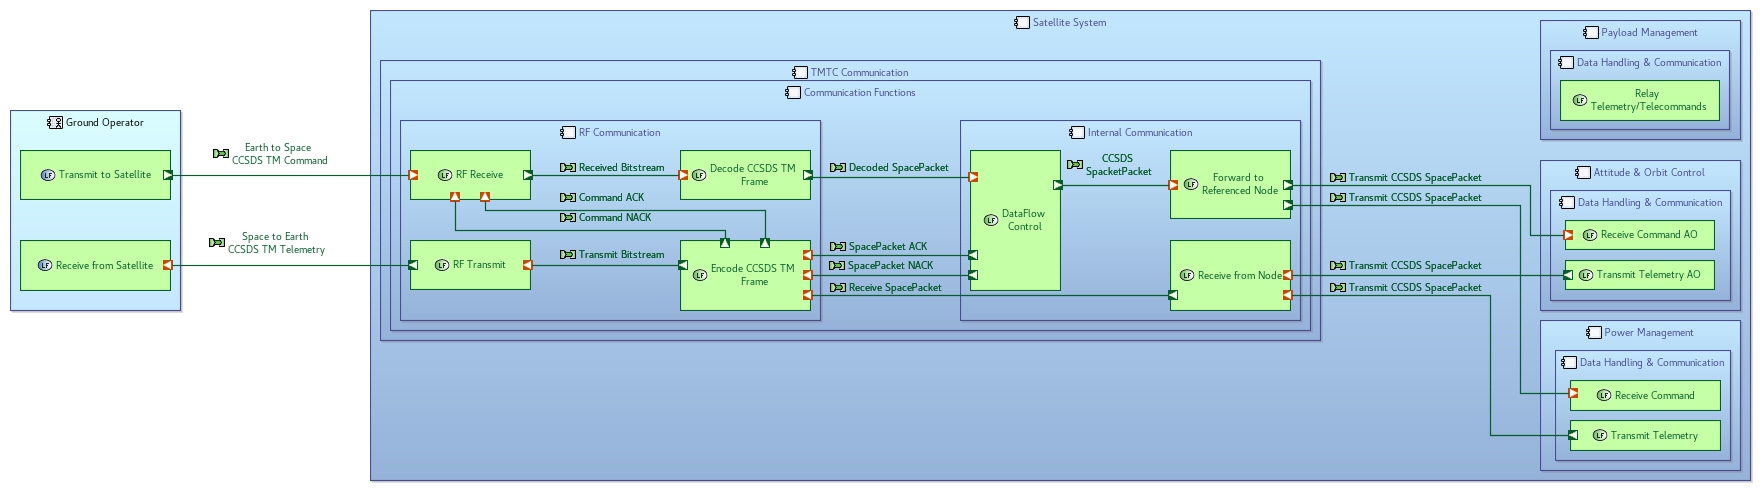 Satellite System
Payload Management
Data Handling & Communication
LF Relay
Telemetry/Telecommands
TMTC Communication
Communication Functions
Ground Operator
LF Transmit to Satellite
LF Receive from Satellite
Earth to Space
CCSDS TM Command
Space to Earth
CCSDS TM Telemetry
RF Communication
LF RF Receive
Received Bitstream
LF Decode CCSDS TM
Frame
Command ACK
Command NACK
LF RF Transmit
Transmit Bitstream
LF Encode CCSDS TM
Frame
Decoded SpacePacket
SpacePacket ACK
SpacePacket NACK
Receive SpacePacket
Internal Communication
LF DataFlow
Control
CCSDS
SpacketPacket
LF Forward to
Referenced Node
LF Receive from Node
Transmit CCSDS SpacePacket
Transmit CCSDS SpacePacket
Transmit CCSDS SpacePacket
Transmit CCSDS SpacePacket
Attitude & Orbit Control
Data Handling & Communication
LF Receive Command AO
LF Transmit Telemetry AO
Power Management
Data Handling & Communication
LF Receive Command
LF Transmit Telemetry